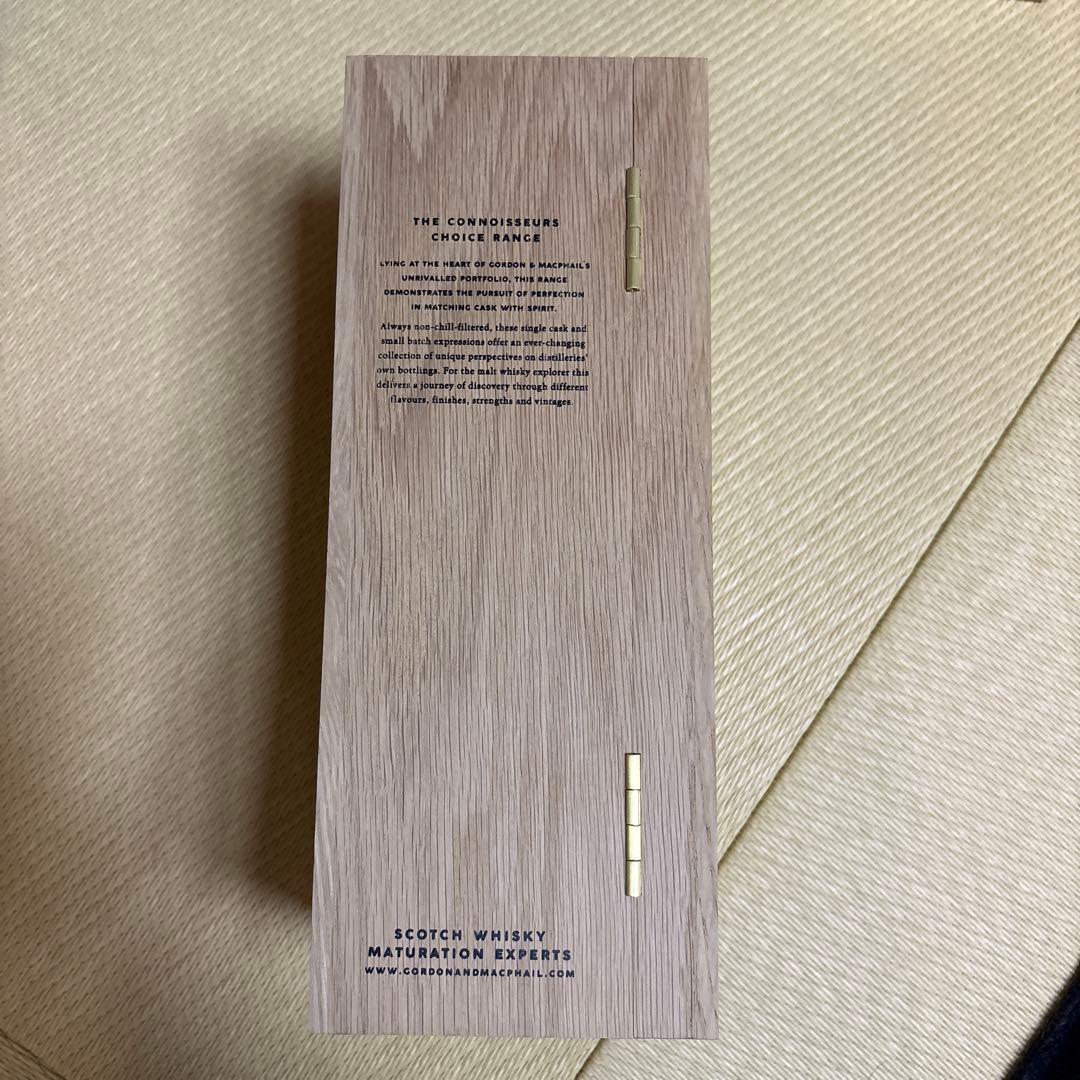 THE CONNOISSEURS
CHOICE RANGE
LYING AT THE HEART OF GORDON & MACPHAIL'S
UNRIVALLED PORTFOLIO, THIS RANGE
DEMONSTRATES THE PURSUIT OF PERFECTION
IN MATCHING CASK WITH SPIRIT.
Always non-chill-filtered, these single cask and
small batch expressions offer an ever-changing
collection of unique perspectives on distilleries'
own bottlings. For the malt whisky explorer this
delivers a journey of discovery through different
flavours, finishes, strengths and vintages.
SCOTCH WHISKY
MATURATION EXPERTS
WWW.GORDONANDMACPHAIL.COM